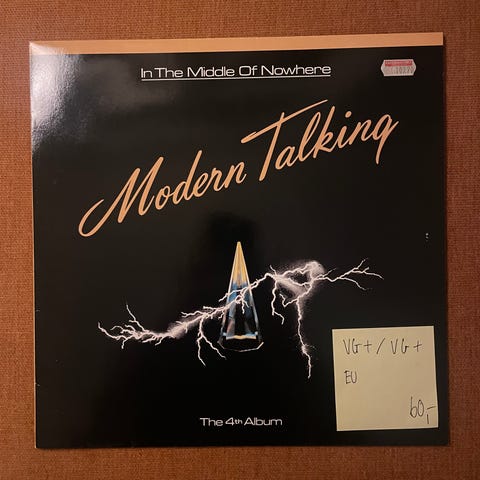 In The Middle Of Nowhere
Modern Talking
VG+ / VG+
EU
60,-
The 4th Album